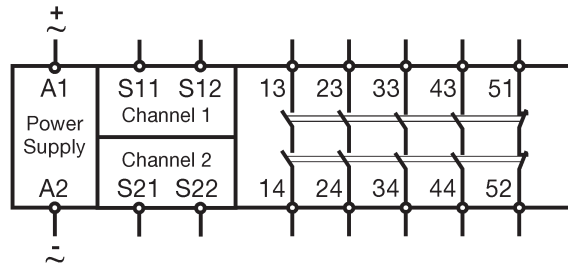 +
~
A1 S11 S12 13 23 33 43 51
Power
Supply
Channel 1
Channel 2
A2 S21 S22 14 24 34 44 52
-
~